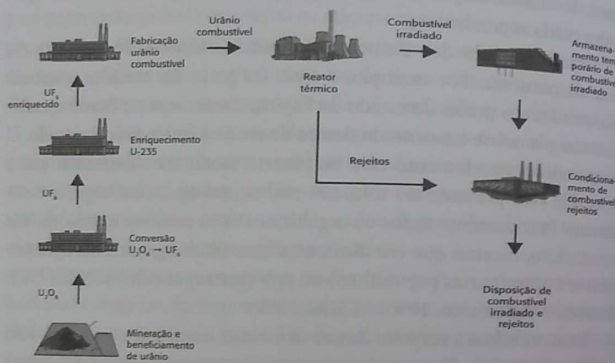 Urânio
combustível
Combustível
irradiado
Fabricação
urânio
combustível
Reator
térmico
Armazena-
mento tem-
porário de
combustível
irradiado
UF₆
enriquecido
Enriquecimento
U-235
Rejeitos
Condiciona-
mento de
combustível
rejeitos
UF₆
Conversão
U₃O₈ → UF₆
U₃O₈
Disposição de
combustível
irradiado e
rejeitos
Mineração e
beneficiamento
de urânio